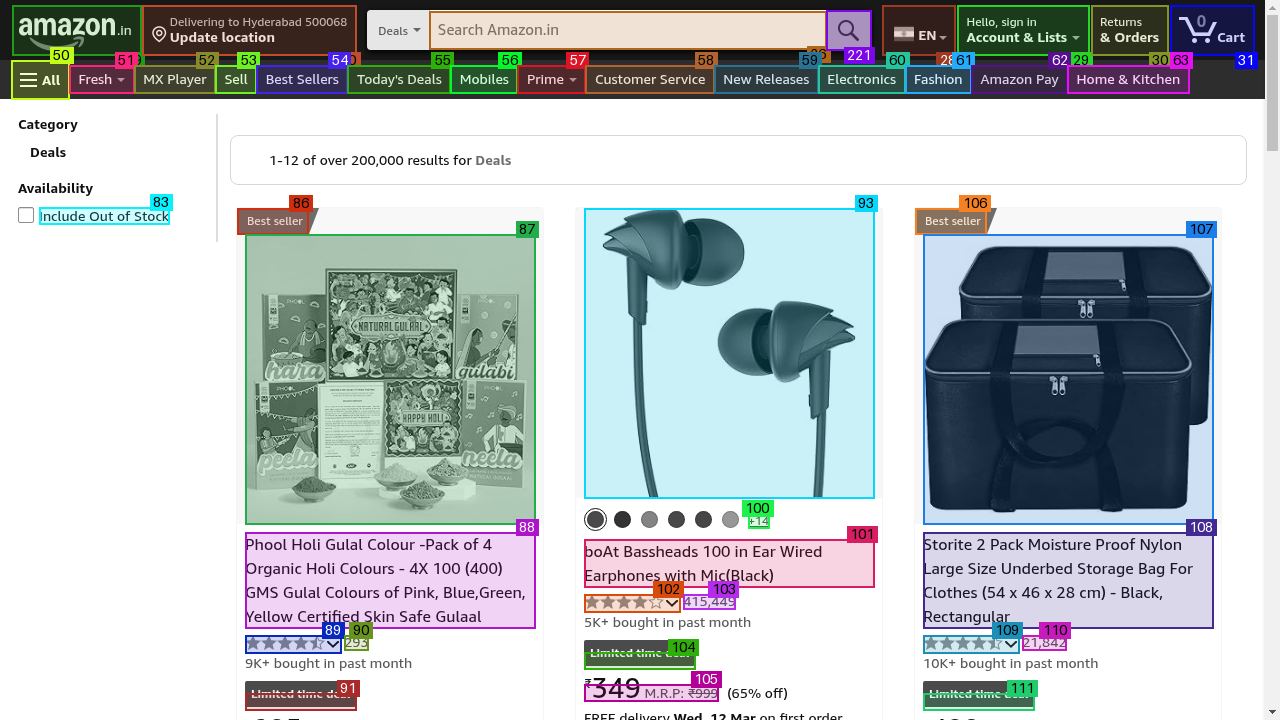 amazon.in
Delivering to Hyderabad 500068
Update location
Deals
Search Amazon.in
EN
Hello, sign in
Account & Lists
Returns
& Orders
0
Cart
221
28
29
30
31
50
51
52
53
54
55
56
57
58
59
60
61
62
63
All
Fresh
MX Player
Sell
Best Sellers
Today's Deals
Mobiles
Prime
Customer Service
New Releases
Electronics
Fashion
Amazon Pay
Home & Kitchen
Category
Deals
Availability
83
Include Out of Stock
1-12 of over 200,000 results for Deals
86
Best seller
87
NATURAL GULAAL
hara
gulabi
HAPPY HOLI
peela
neela
88
Phool Holi Gulal Colour -Pack of 4
Organic Holi Colours - 4X 100 (400)
GMS Gulal Colours of Pink, Blue,Green,
Yellow Certified Skin Safe Gulaal
89
90
293
9K+ bought in past month
91
Limited time deal
93
100
+14
101
boAt Bassheads 100 in Ear Wired
Earphones with Mic(Black)
102
103
415,449
5K+ bought in past month
104
Limited time deal
105
₹349 M.R.P: ₹999 (65% off)
FREE delivery Wed, 12 Mar on first order
106
Best seller
107
108
Storite 2 Pack Moisture Proof Nylon
Large Size Underbed Storage Bag For
Clothes (54 x 46 x 28 cm) - Black,
Rectangular
109
110
21,842
10K+ bought in past month
111
Limited time deal